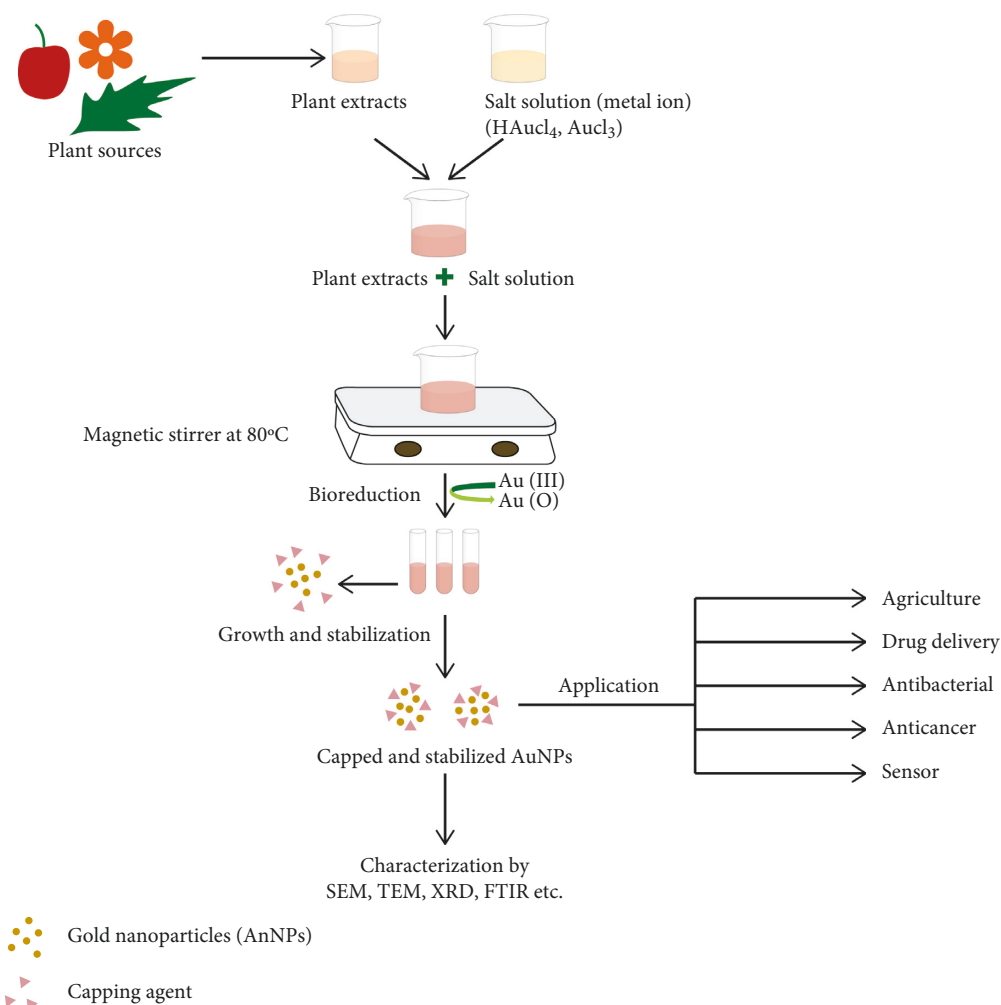 Plant sources
Plant extracts
Salt solution (metal ion)
(HAucl₄, Aucl₃)
Plant extracts + Salt solution
Magnetic stirrer at 80ºC
Bioreduction
Au (III)
Au (O)
Growth and stabilization
Capped and stabilized AuNPs
Application
Agriculture
Drug delivery
Antibacterial
Anticancer
Sensor
Characterization by
SEM, TEM, XRD, FTIR etc.
Gold nanoparticles (AnNPs)
Capping agent